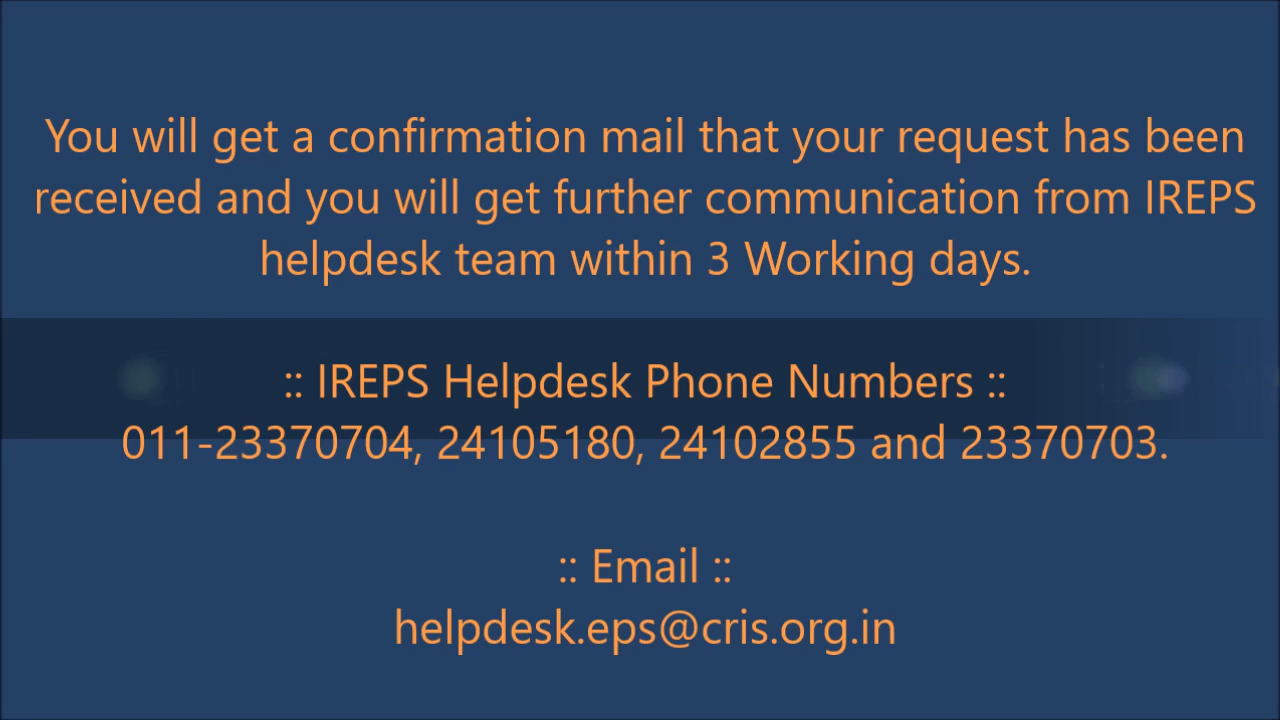 You will get a confirmation mail that your request has been
received and you will get further communication from IREPS
helpdesk team within 3 Working days.
:: IREPS Helpdesk Phone Numbers ::
011-23370704, 24105180, 24102855 and 23370703.
:: Email ::
helpdesk.eps@cris.org.in